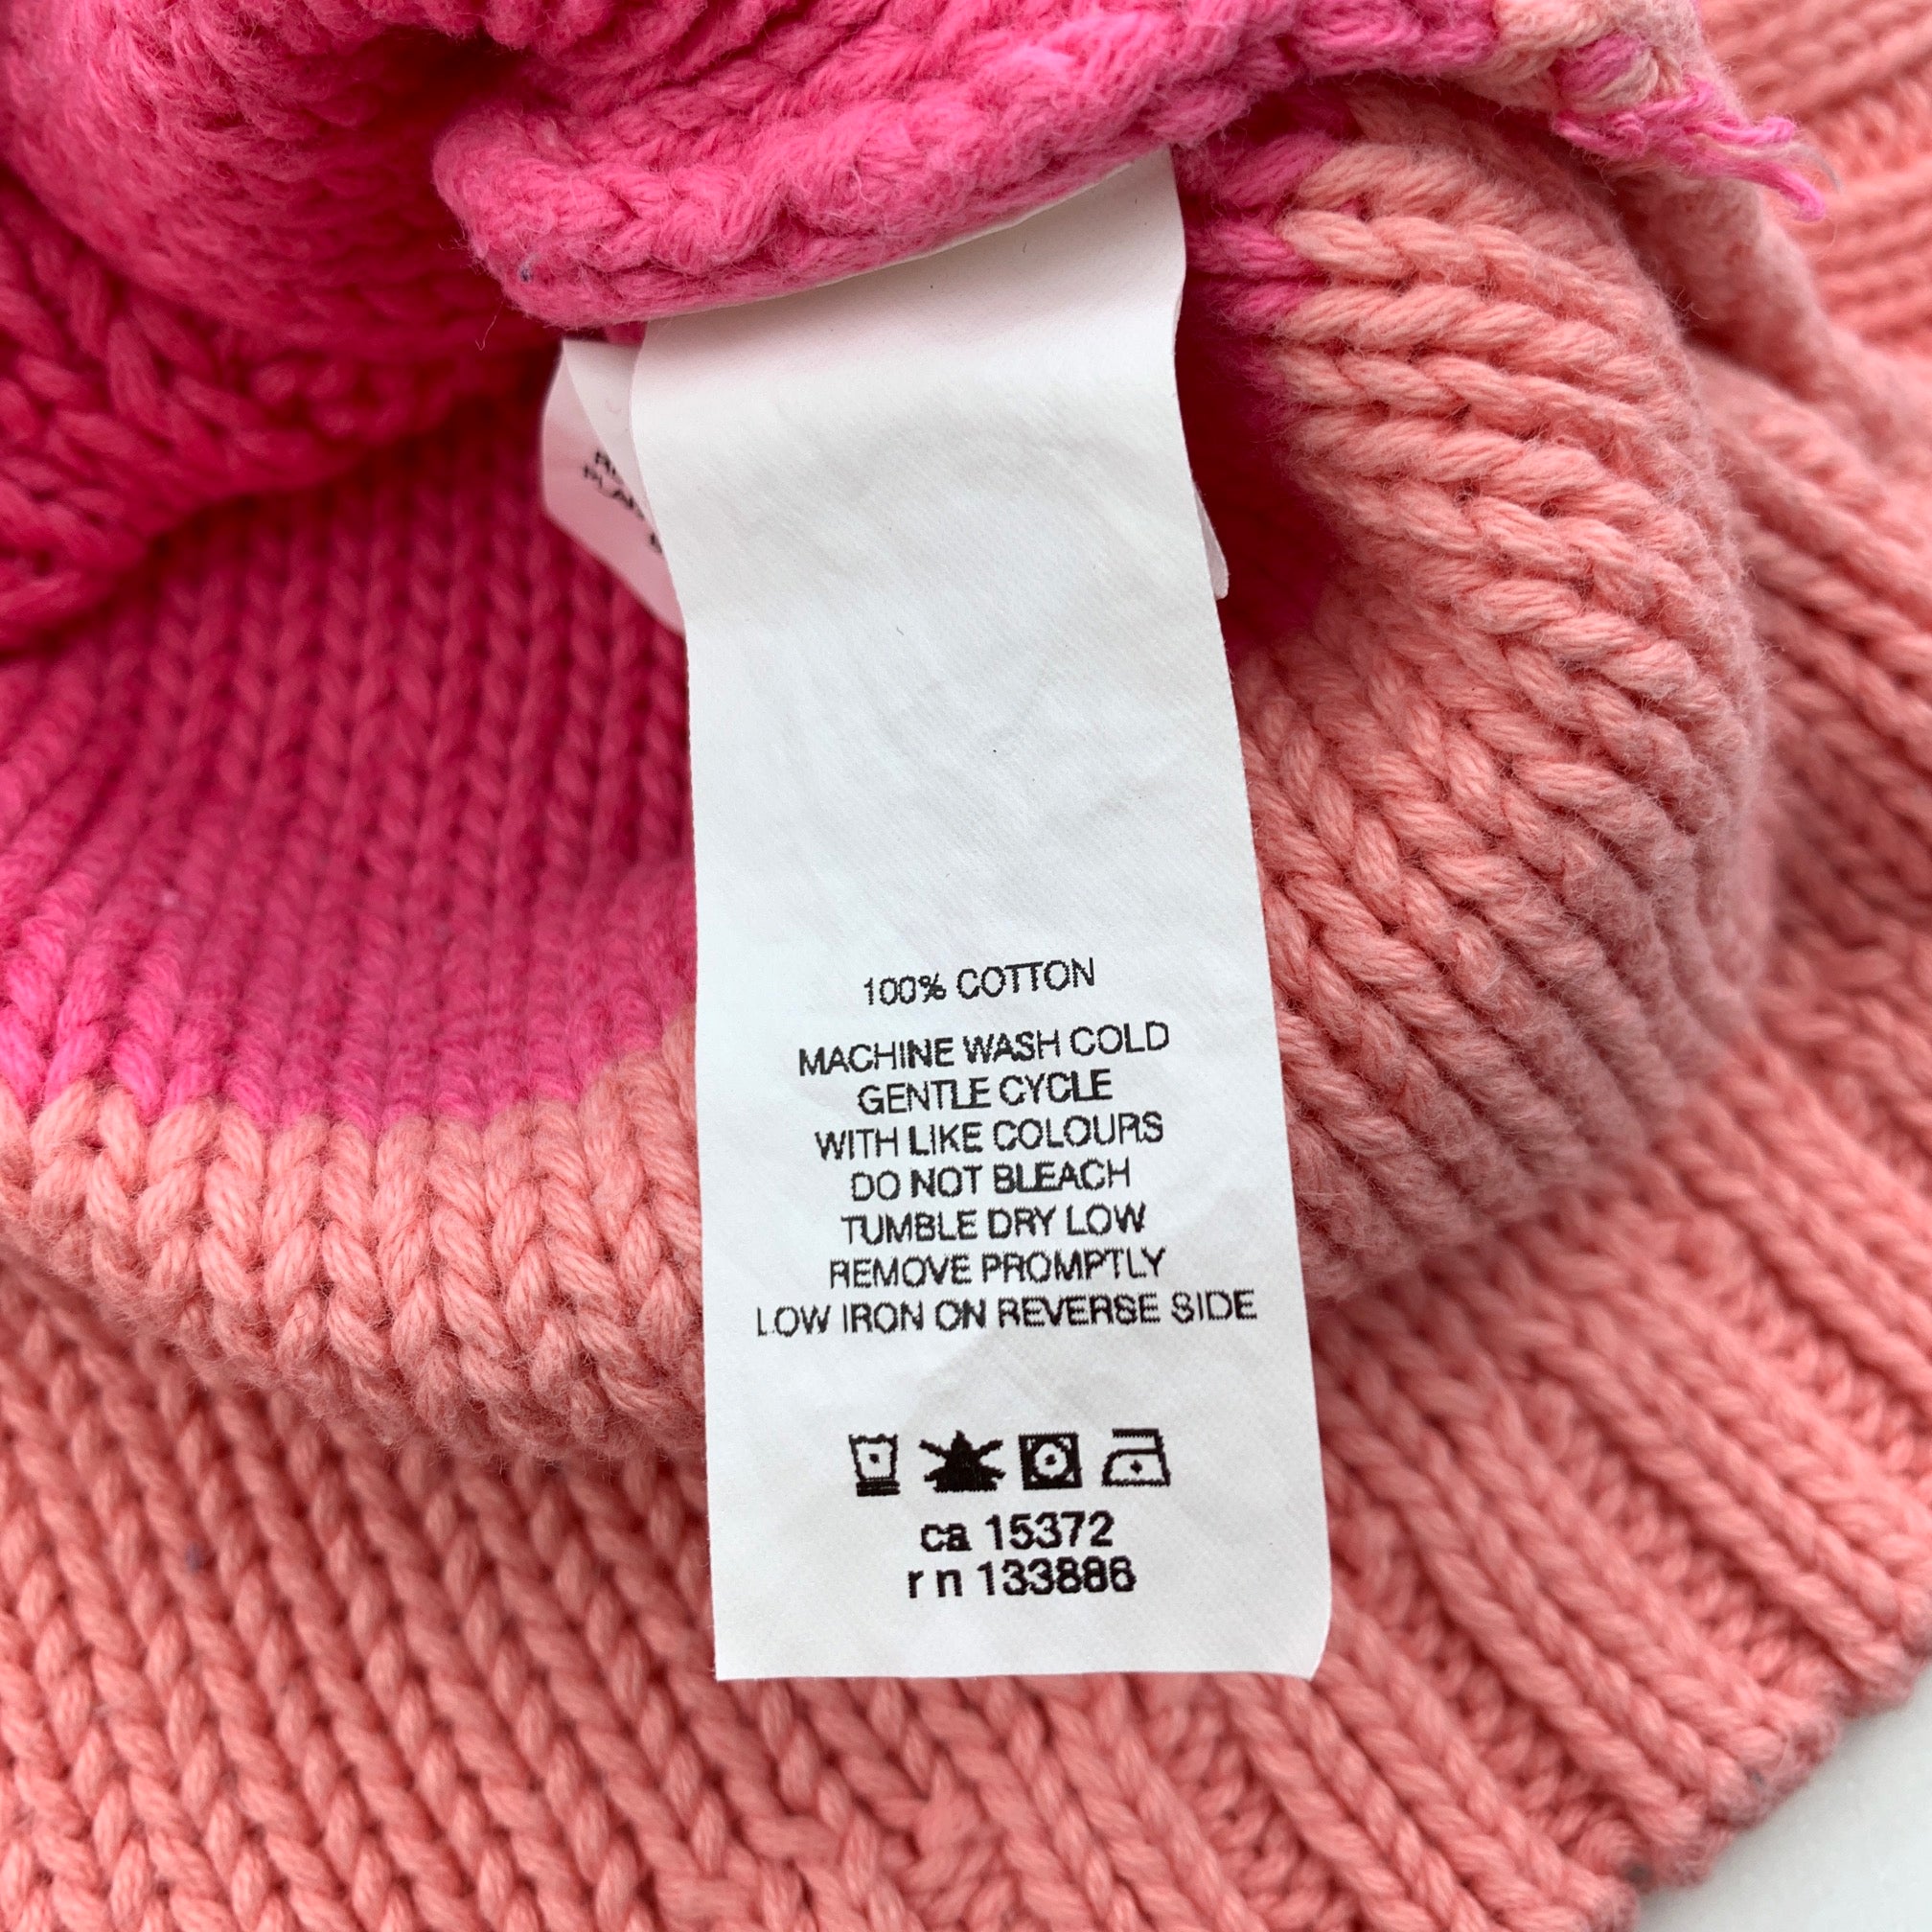 100% COTTON
MACHINE WASH COLD
GENTLE CYCLE
WITH LIKE COLOURS
DO NOT BLEACH
TUMBLE DRY LOW
REMOVE PROMPTLY
LOW IRON ON REVERSE SIDE
ca 15372
rn 133886